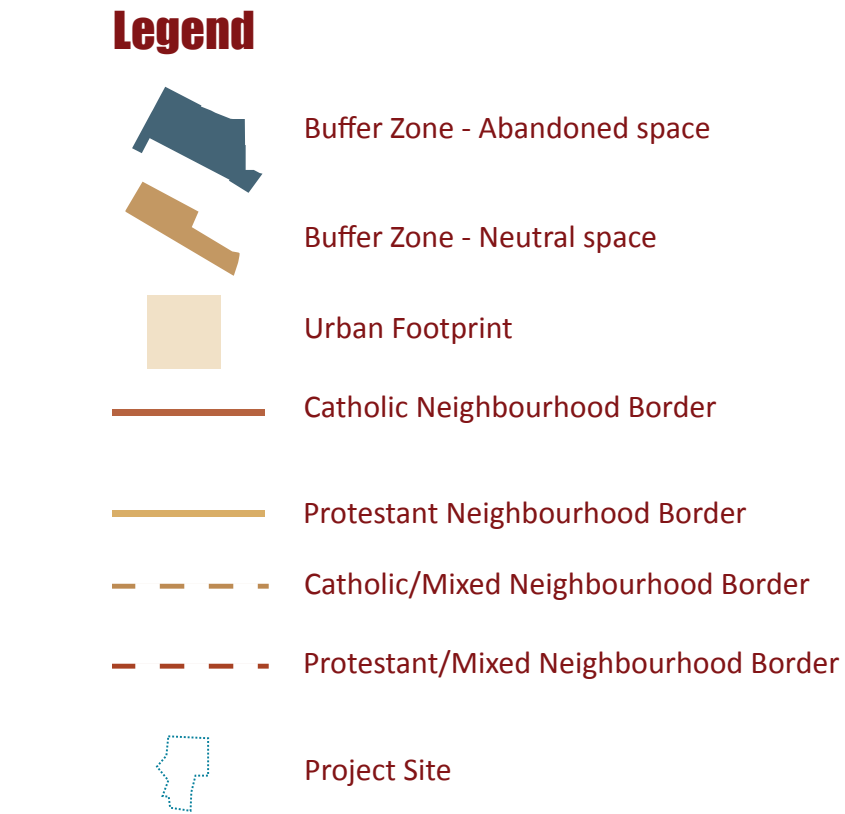 Legend
Buffer Zone - Abandoned space
Buffer Zone - Neutral space
Urban Footprint
Catholic Neighbourhood Border
Protestant Neighbourhood Border
Catholic/Mixed Neighbourhood Border
Protestant/Mixed Neighbourhood Border
Project Site